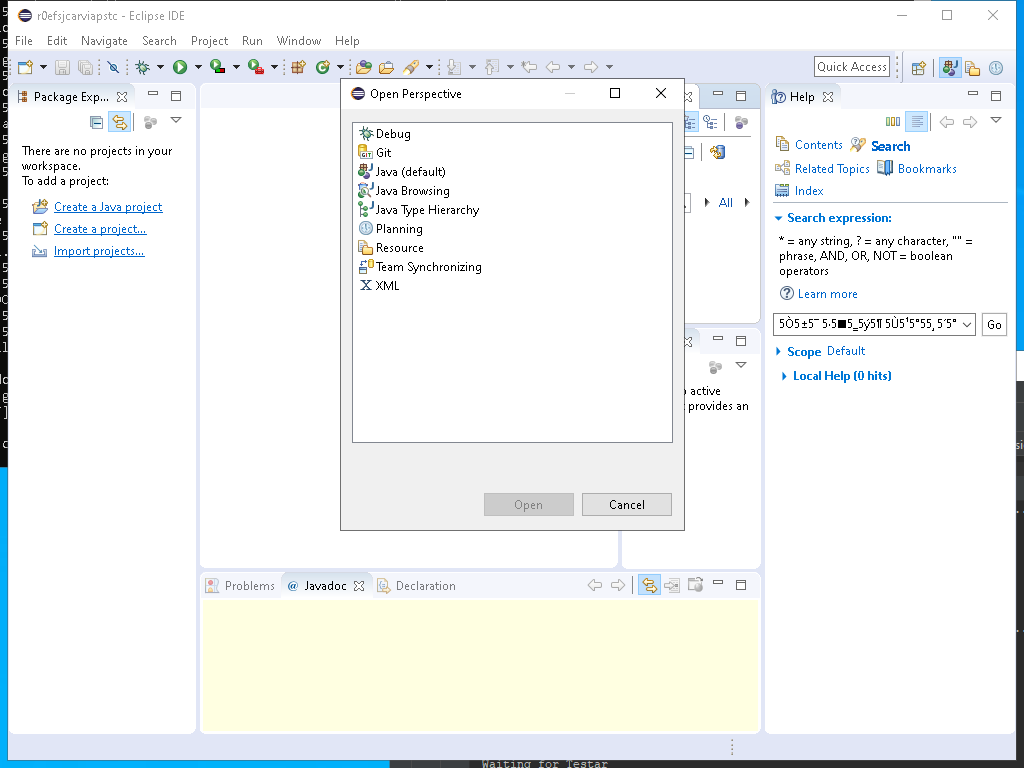 r0efsjcarviapstc - Eclipse IDE
File Edit Navigate Search Project Run Window Help
Quick Access
Package Exp...
There are no projects in your
workspace.
To add a project:
Create a Java project
Create a project...
Import projects...
Open Perspective
Debug
Git
Java (default)
Java Browsing
Java Type Hierarchy
Planning
Resource
Team Synchronizing
XML
Open Cancel
All
active
provides an
Help
Contents Search
Related Topics Bookmarks
Index
Search expression:
* = any string, ? = any character, "" =
phrase, AND, OR, NOT = boolean
operators
Learn more
Go
Scope Default
Local Help (0 hits)
Problems @ Javadoc Declaration
Waiting for Testar